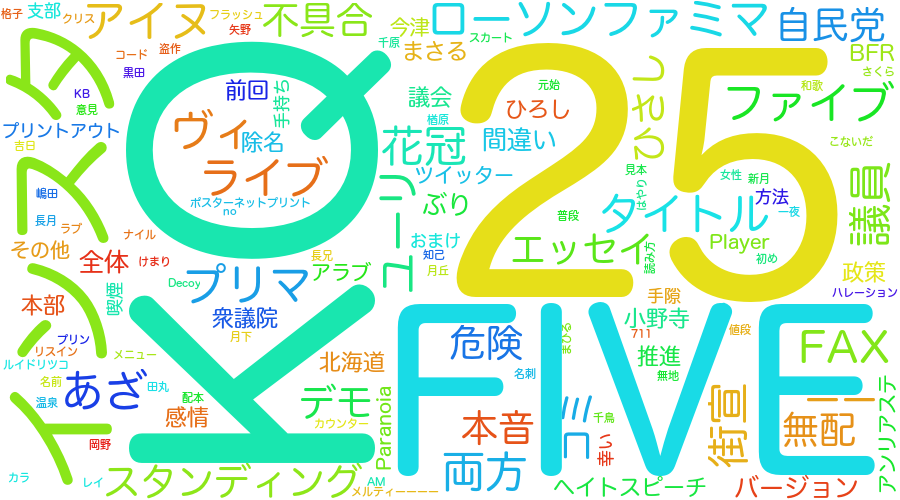 格子
支部
クリス
アイヌ
フラッシュ
矢野
不具合
今津
まさる
千原
ローソンファミマ
スカート
自民党
BFR
さくら
コード
盗作
黒田
KB
意見
プリントアウト
吉日
Q
25
前回
手持ち
ヴィ
除名
ライブ
ポスターネットプリント
no
議会
楢原
花冠
ツイッター
元始
ひろし
間違い
ひさし
和歌
ファイブ
こないだ
見本
はやり
女性
新月
方法
一夜
タイトル
議員
嶋田
長月
ラブ
ナイル
その他
全体
けまり
ユーリ
ぶり
おまけ
知己
月丘
普段
エッセイ
読み方
Player
初め
政策
ハレーション
長兄
アラブ
Decoy
プリマ
喫煙
本部
衆議院
月下
手隙
小野寺
711
値段
プリン
リスイン
ルイドリツコ
メニュー
K
FIVE
危険
まひる
推進
無地
FAX
北海道
名刺
名前
温泉
あざ
田丸
配本
感情
デモ
カウンター
Paranoia
本音
コミ
千鳥
幸い
街宣
無配
アンリアステ
岡野
カラ
レイ
スタンディング
AM
メルティーーーー
両方
ヘイトスピーチ
バージョン